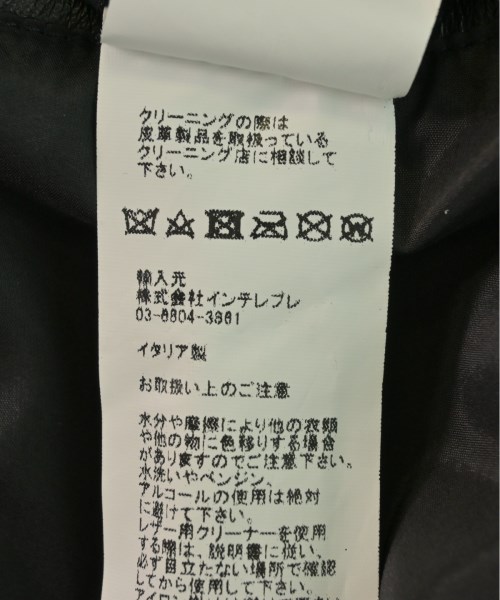 クリーニングの際は
皮革製品を取扱っている
クリーニング店に相談して
下さい。
輸入元
株式会社インテレプレ
03-6804-3861
イタリア製
お取扱い上のご注意
水分や摩擦により他の衣類
や他の物に色移りする場合
がありますのでご注意下さい。
水洗いやベンジン、
アルコールの使用は絶対
に避けて下さい。
レザー用クリーナーを使用
する際は、説明書に従い、
必ず目立たない場所で確認
してから使用して下さい。